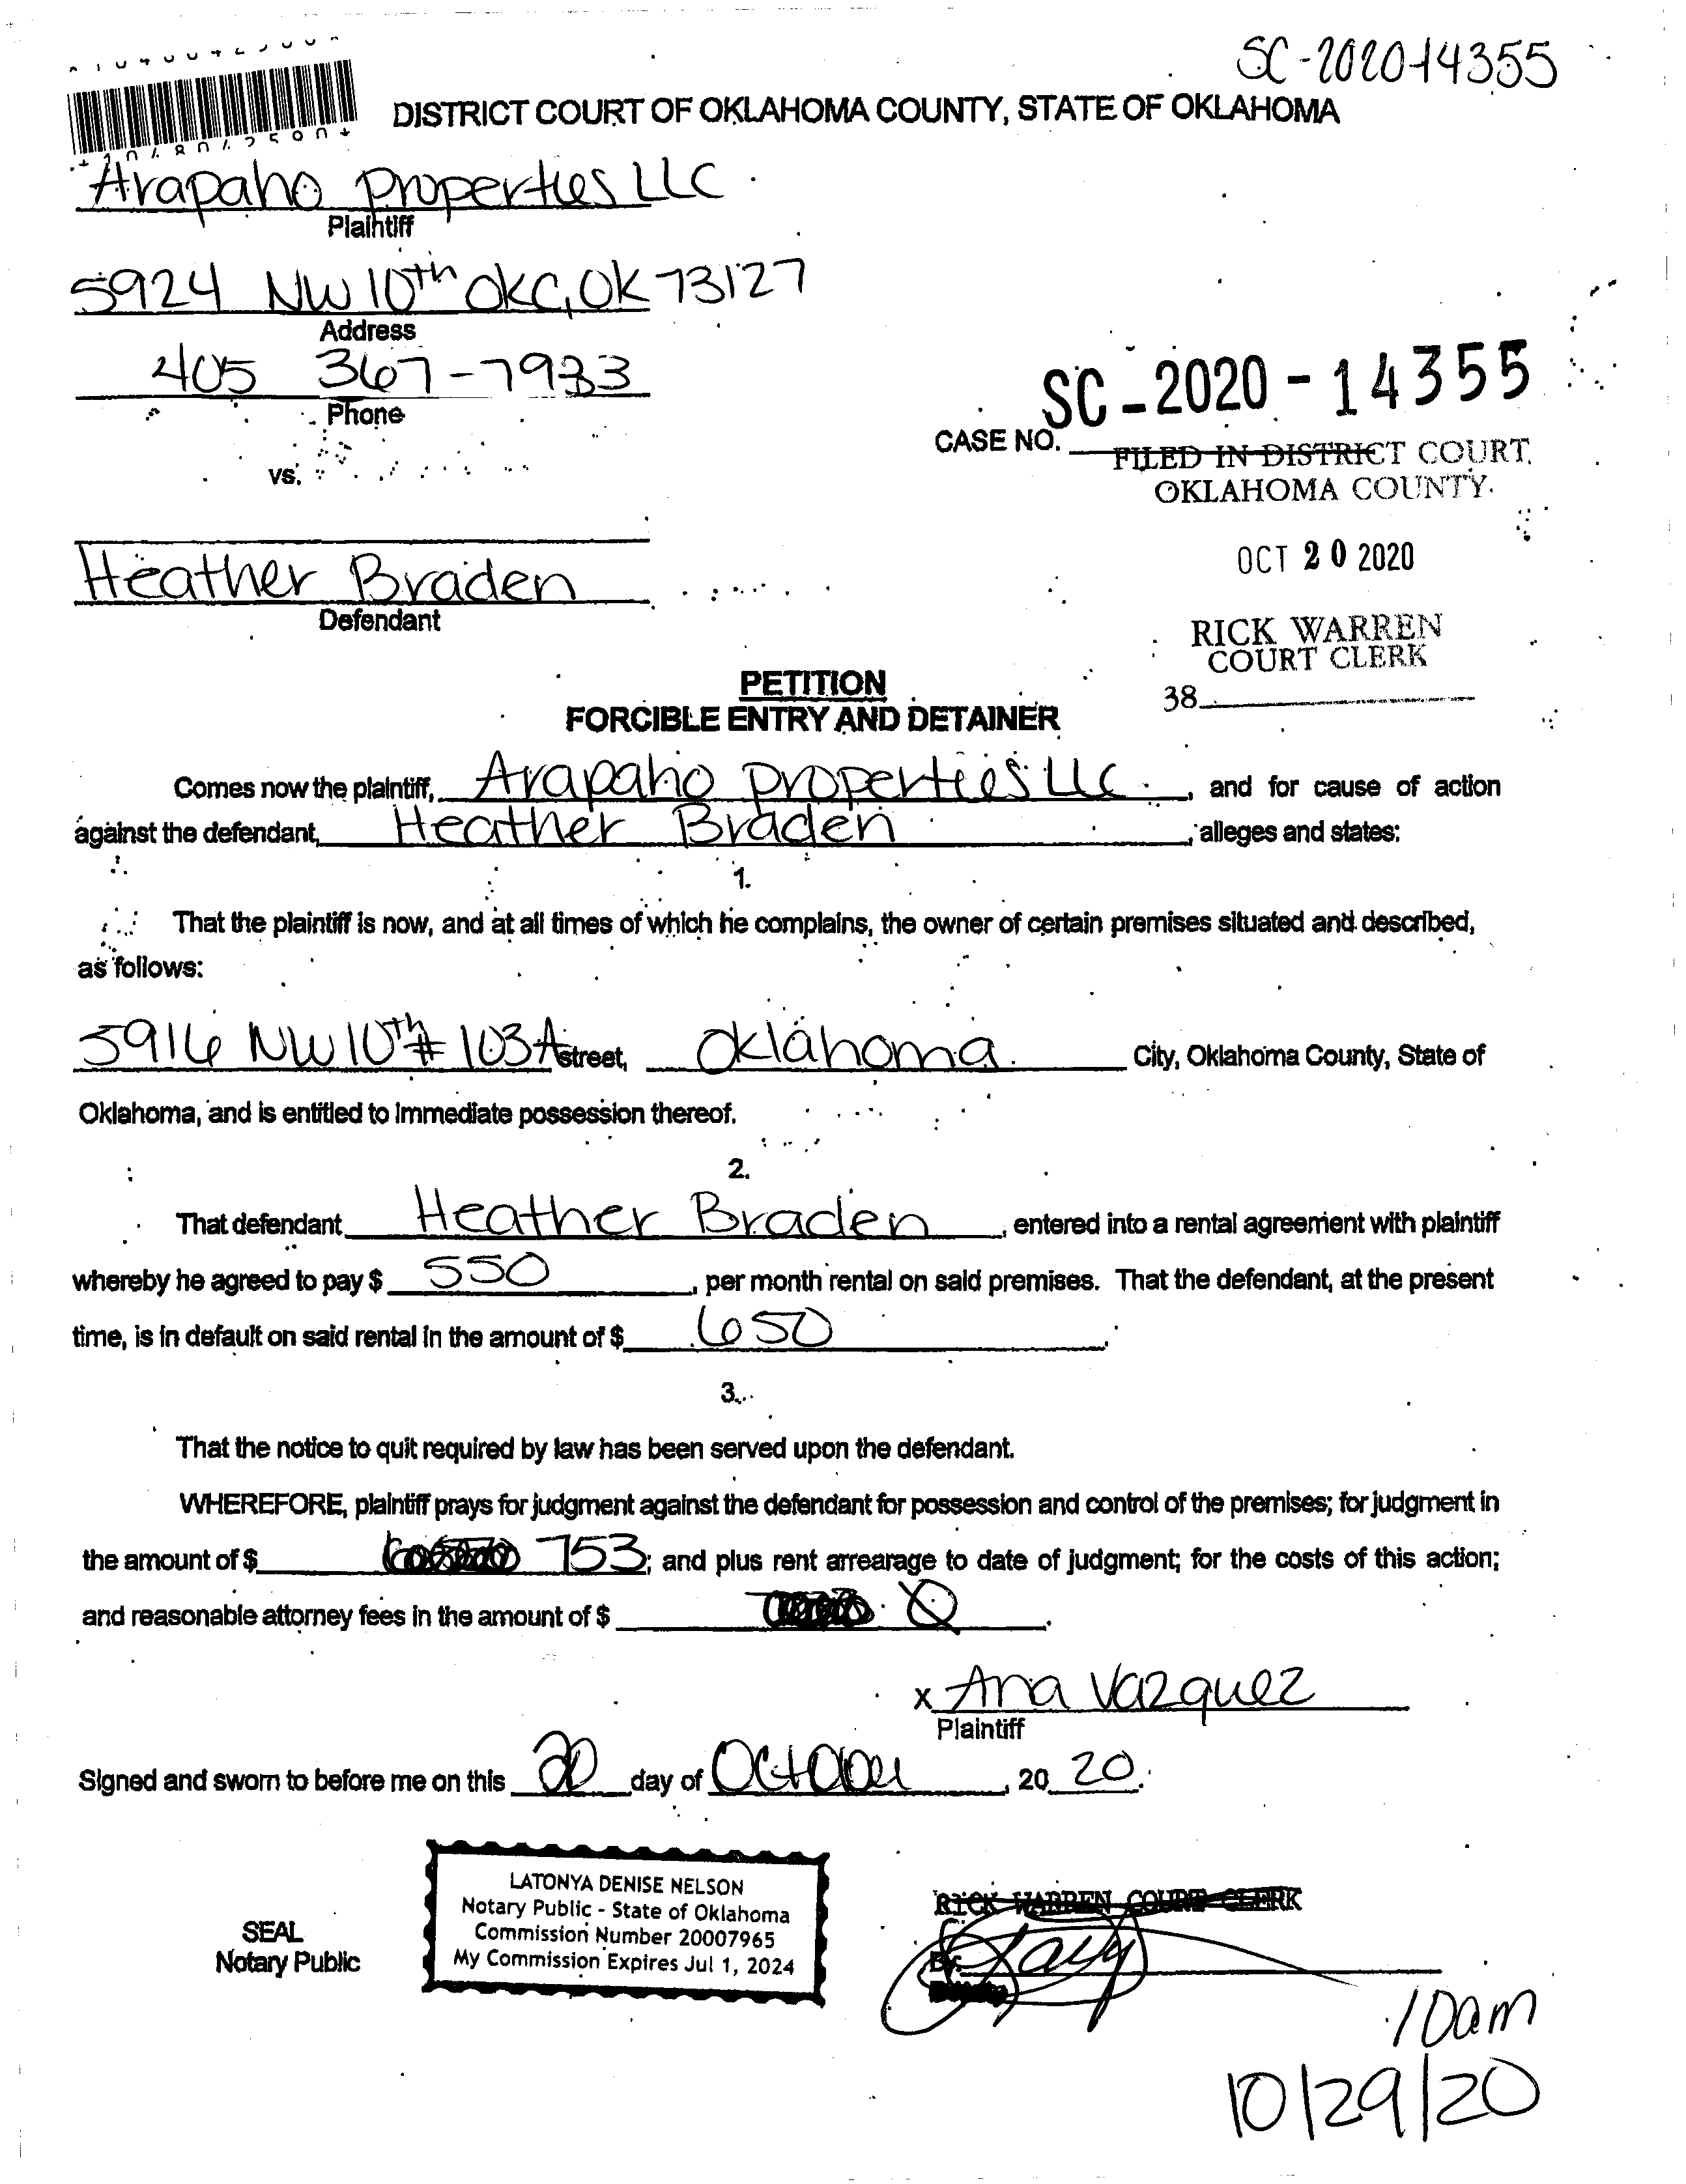 SC-2020-14355
DISTRICT COURT OF OKLAHOMA COUNTY, STATE OF OKLAHOMA
Arapaho Properties LLC
Plaintiff
5924 NW 10th OKC, OK 73127
Address
405 367-7933
Phone
SC-2020-14355
CASE NO.
FILED IN DISTRICT COURT
OKLAHOMA COUNTY
vs.
OCT 20 2020
Heather Braden
Defendant
RICK WARREN
COURT CLERK
38
PETITION
FORCIBLE ENTRY AND DETAINER
Comes now the plaintiff, Arapaho Properties LLC, and for cause of action
against the defendant, Heather Braden, alleges and states:
1.
That the plaintiff is now, and at all times of which he complains, the owner of certain premises situated and described,
as follows:
5916 NW 10th # 103A street, Oklahoma City, Oklahoma County, State of
Oklahoma, and is entitled to immediate possession thereof.
2.
That defendant Heather Braden, entered into a rental agreement with plaintiff
whereby he agreed to pay $ 550, per month rental on said premises. That the defendant, at the present
time, is in default on said rental in the amount of $ 650.
3.
That the notice to quit required by law has been served upon the defendant.
WHEREFORE, plaintiff prays for judgment against the defendant for possession and control of the premises; for judgment in
the amount of $ 753; and plus rent arrearage to date of judgment; for the costs of this action;
and reasonable attorney fees in the amount of $ 0.
x Ana Vazquez
Plaintiff
Signed and sworn to before me on this 20 day of October, 20 20.
LATONYA DENISE NELSON
Notary Public - State of Oklahoma
Commission Number 20007965
My Commission Expires Jul 1, 2024
SEAL
Notary Public
RICK WARREN COURT CLERK
By
10am
10/29/20